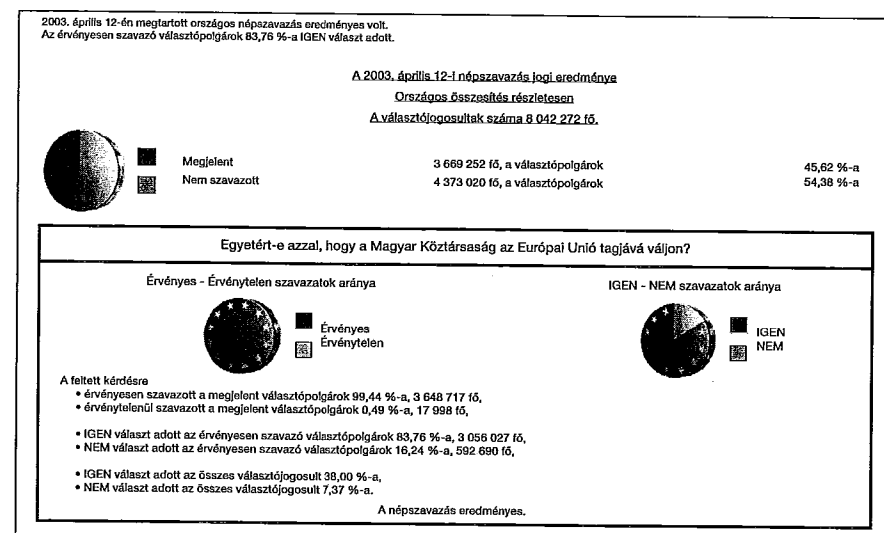 2003. április 12-én megtartott országos népszavazás eredményes volt.
Az érvényesen szavazó választópolgárok 83,76 %-a IGEN választ adott.
A 2003. április 12-i népszavazás jogi eredménye
Országos összesítés részletesen
A választójogosultak száma 8 042 272 fő.
Megjelent 3 669 252 fő, a választópolgárok 45,62 %-a
Nem szavazott 4 373 020 fő, a választópolgárok 54,38 %-a
Egyetért-e azzal, hogy a Magyar Köztársaság az Európai Unió tagjává váljon?
Érvényes - Érvénytelen szavazatok aránya
Érvényes
Érvénytelen
IGEN - NEM szavazatok aránya
IGEN
NEM
A feltett kérdésre
• érvényesen szavazott a megjelent választópolgárok 99,44 %-a, 3 648 717 fő,
• érvénytelenül szavazott a megjelent választópolgárok 0,49 %-a, 17 998 fő,
• IGEN választ adott az érvényesen szavazó választópolgárok 83,76 %-a, 3 056 027 fő,
• NEM választ adott az érvényesen szavazó választópolgárok 16,24 %-a, 592 690 fő,
• IGEN választ adott az összes választójogosult 38,00 %-a,
• NEM választ adott az összes választójogosult 7,37 %-a.
A népszavazás eredményes.